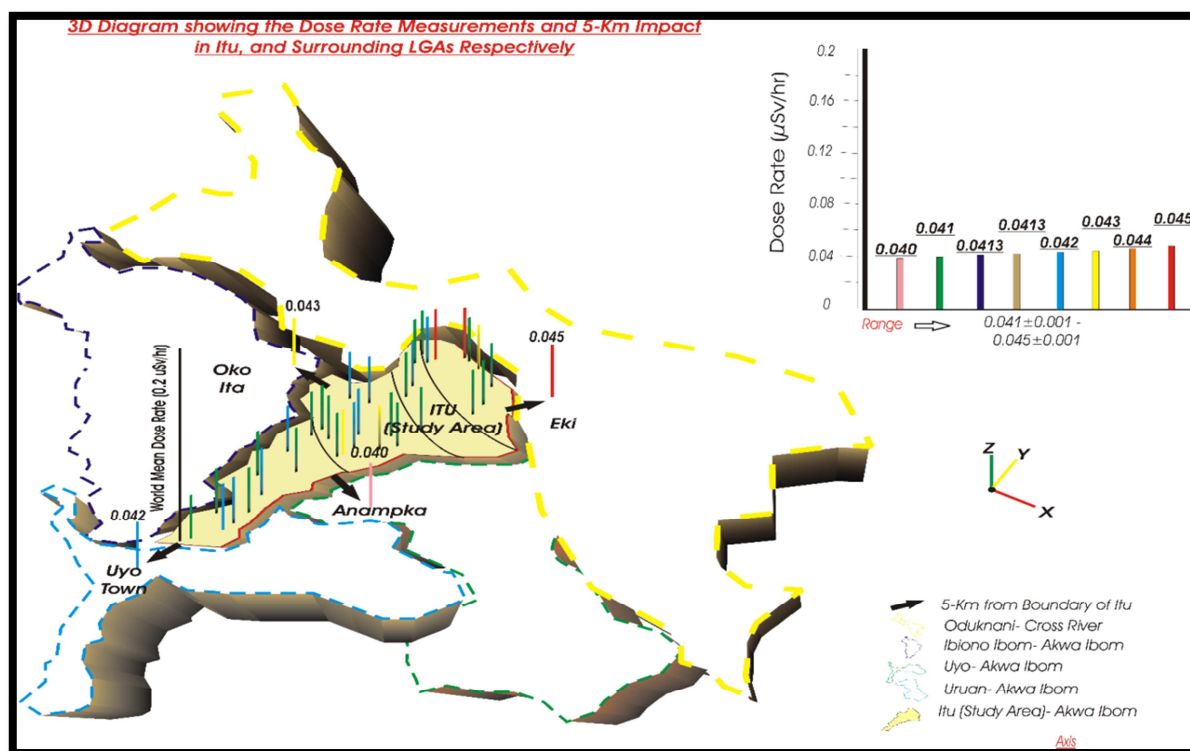 3D Diagram showing the Dose Rate Measurements and 5-Km Impact
in Itu, and Surrounding LGAs Respectively
Dose Rate (µSv/hr)
0.2
0.16
0.12
0.08
0.04
0
0.040
0.041
0.0413
0.0413
0.042
0.043
0.044
0.045
Range
0.041±0.001 -
0.045±0.001
0.043
0.045
Oko
Ita
World Mean Dose Rate (0.2 uSv/hr)
ITU
(Study Area)
Eki
0.040
Anampka
0.042
Uyo
Town
Z
Y
X
5-Km from Boundary of Itu
Oduknani- Cross River
Ibiono Ibom- Akwa Ibom
Uyo- Akwa Ibom
Uruan- Akwa Ibom
Itu (Study Area)- Akwa Ibom
Axis